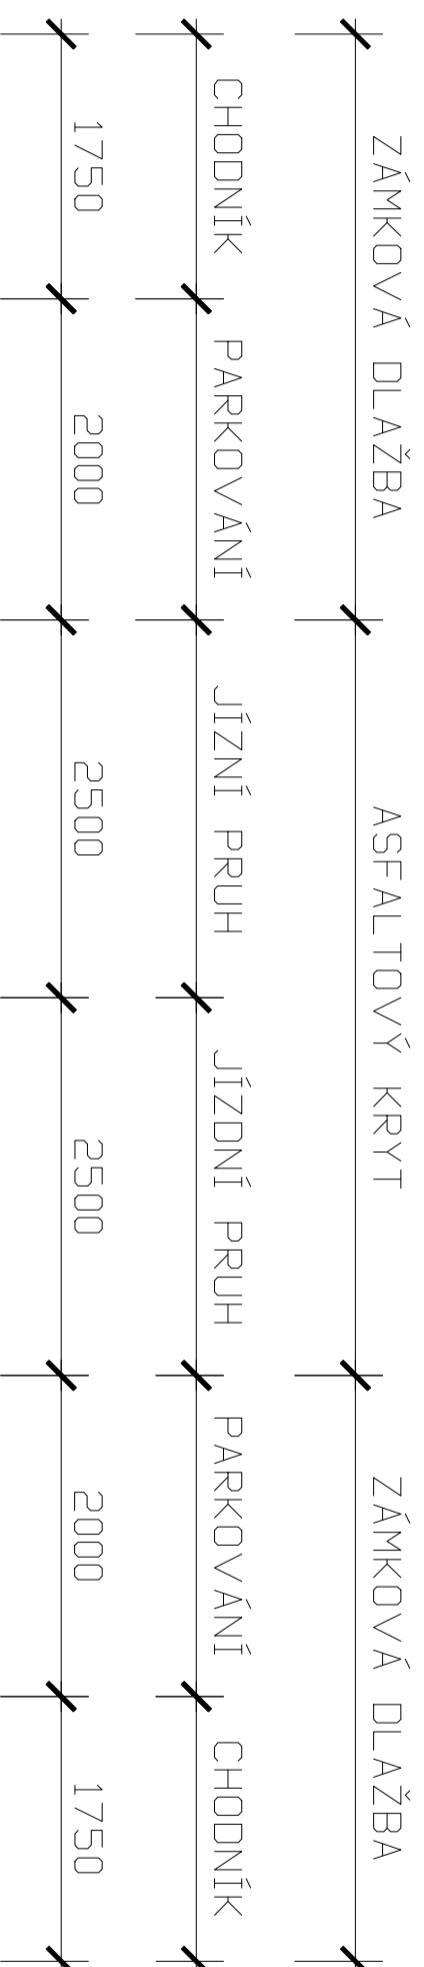 ZÁMKOVÁ DLAŽBA ASFALTOVÝ KRYT ZÁMKOVÁ DLAŽBA
CHODNÍK PARKOVÁNÍ JÍZNÍ PRUH JÍZDNÍ PRUH PARKOVÁNÍ CHODNÍK
1750 2000 2500 2500 2000 1750